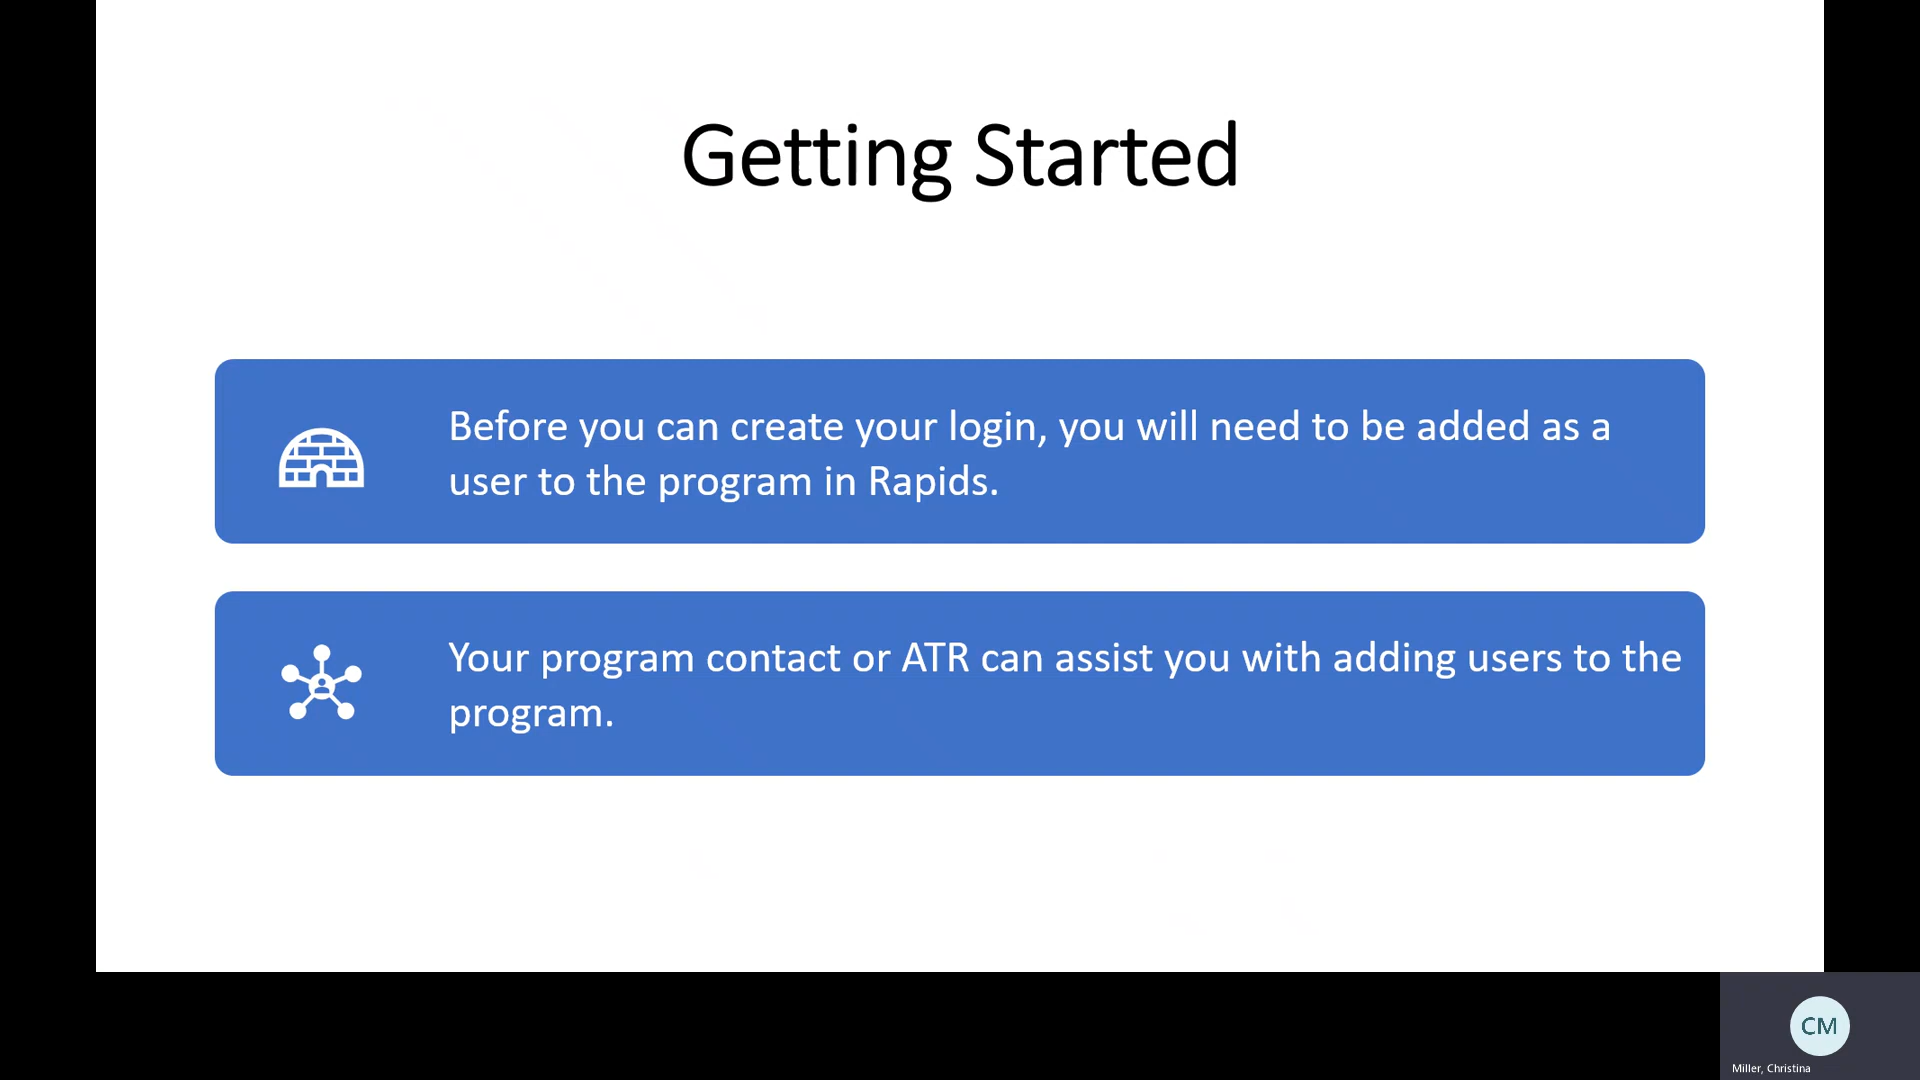 Getting Started
Before you can create your login, you will need to be added as a
user to the program in Rapids.
Your program contact or ATR can assist you with adding users to the
program.
CM
Miller, Christina